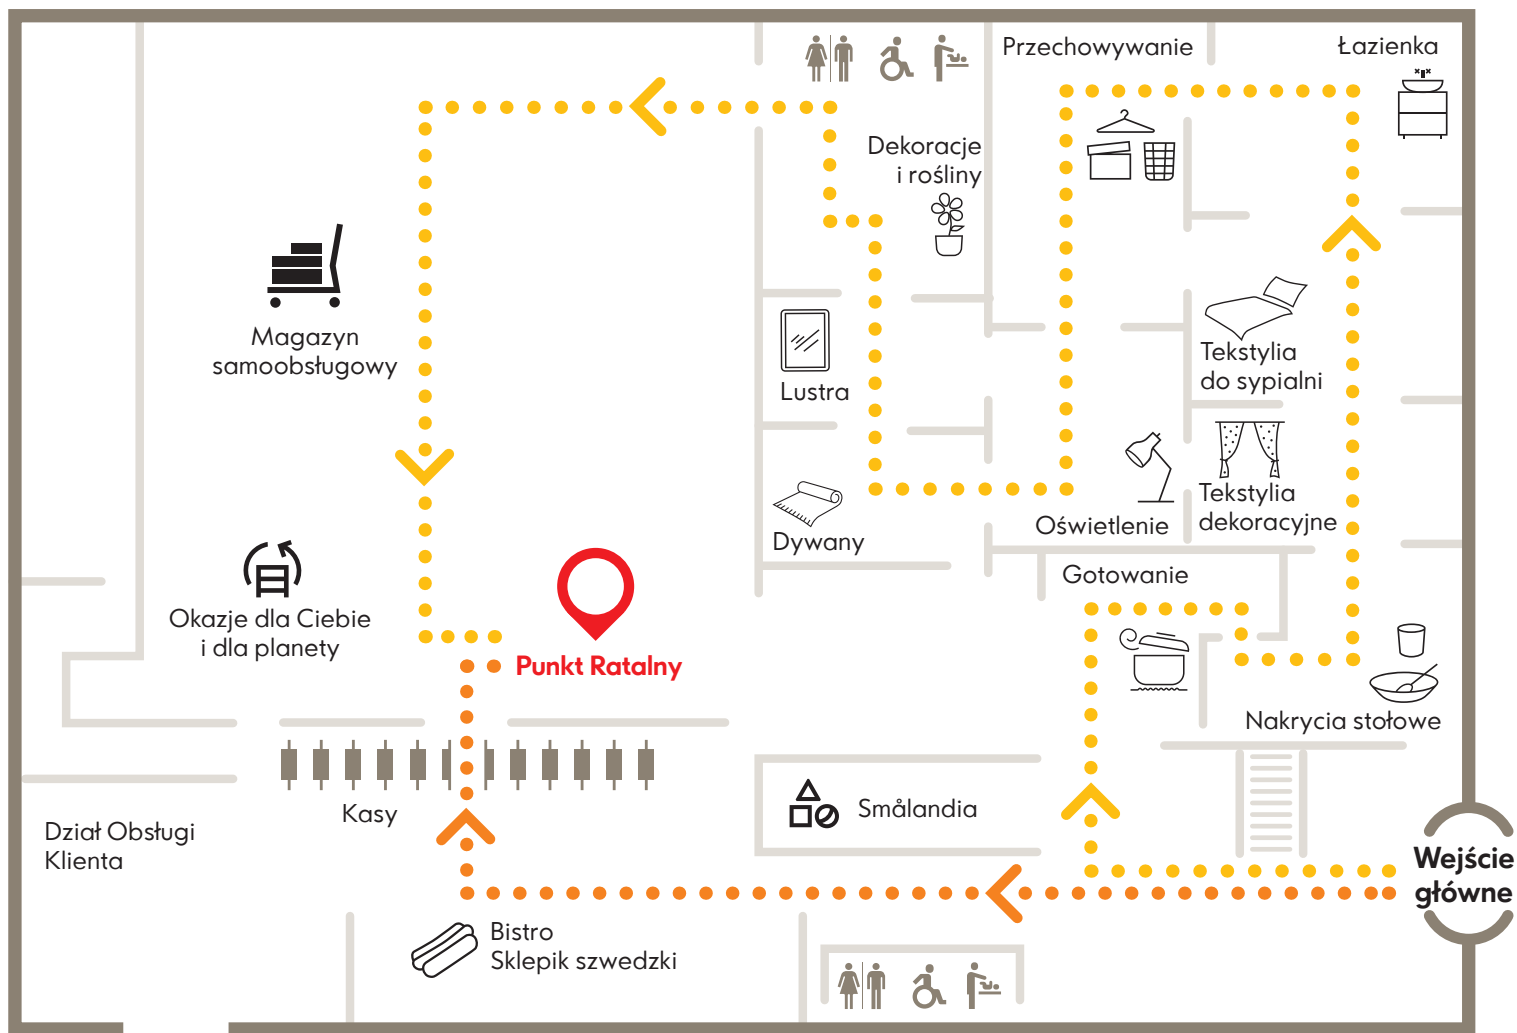 Przechowywanie
Łazienka
Dekoracje
i rośliny
Magazyn
samoobsługowy
Lustra
Tekstylia
do sypialni
Tekstylia
dekoracyjne
Oświetlenie
Dywany
Gotowanie
Okazje dla Ciebie
i dla planety
Punkt Ratalny
Nakrycia stołowe
Kasy
Smålandia
Dział Obsługi
Klienta
Wejście
główne
Bistro
Sklepik szwedzki